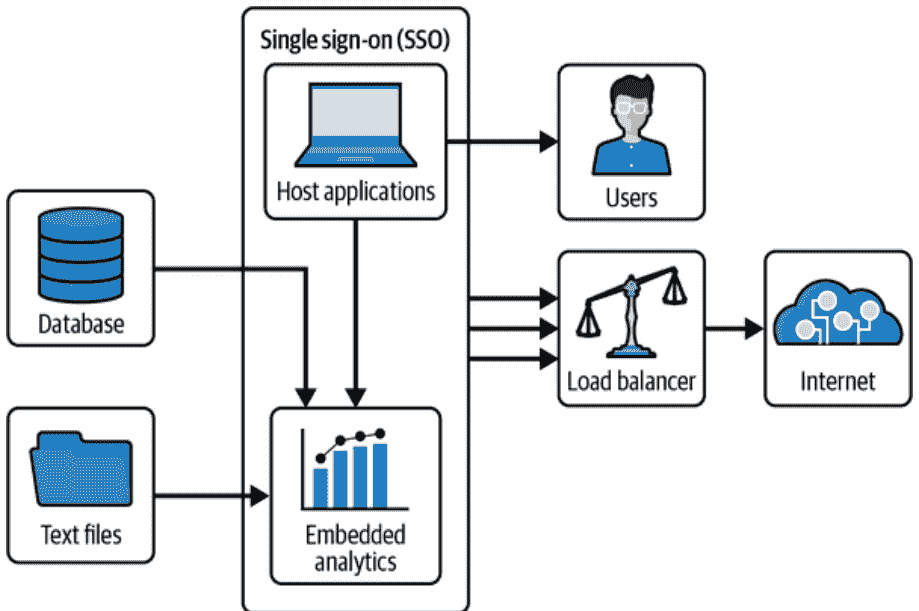 Single sign-on (SSO)
Host applications
Users
Database
Load balancer
Internet
Text files
Embedded
analytics